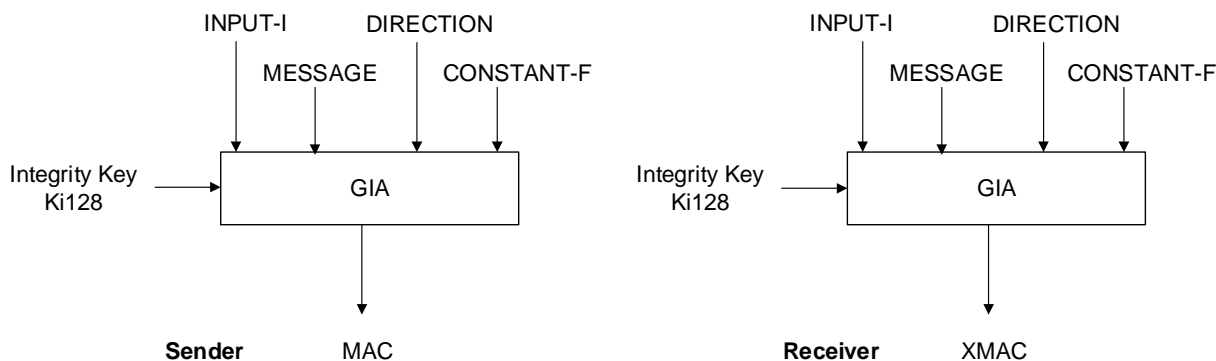 INPUT-I DIRECTION
MESSAGE CONSTANT-F
Integrity Key
Ki128
GIA
Sender MAC
INPUT-I DIRECTION
MESSAGE CONSTANT-F
Integrity Key
Ki128
GIA
Receiver XMAC